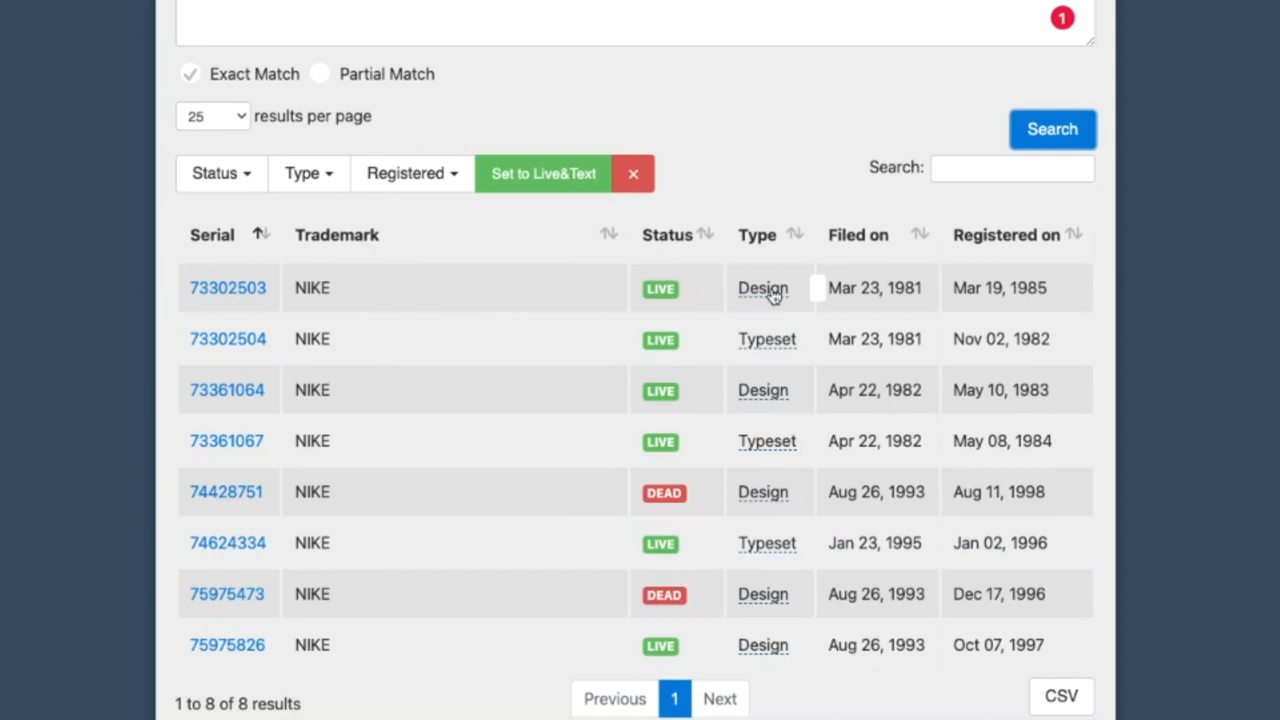 1
Exact Match Partial Match
25 results per page
Search
Status Type Registered Set to Live&Text × Search:
Serial Trademark Status Type Filed on Registered on
73302503 NIKE LIVE Design Mar 23, 1981 Mar 19, 1985
73302504 NIKE LIVE Typeset Mar 23, 1981 Nov 02, 1982
73361064 NIKE LIVE Design Apr 22, 1982 May 10, 1983
73361067 NIKE LIVE Typeset Apr 22, 1982 May 08, 1984
74428751 NIKE DEAD Design Aug 26, 1993 Aug 11, 1998
74624334 NIKE LIVE Typeset Jan 23, 1995 Jan 02, 1996
75975473 NIKE DEAD Design Aug 26, 1993 Dec 17, 1996
75975826 NIKE LIVE Design Aug 26, 1993 Oct 07, 1997
1 to 8 of 8 results Previous 1 Next CSV